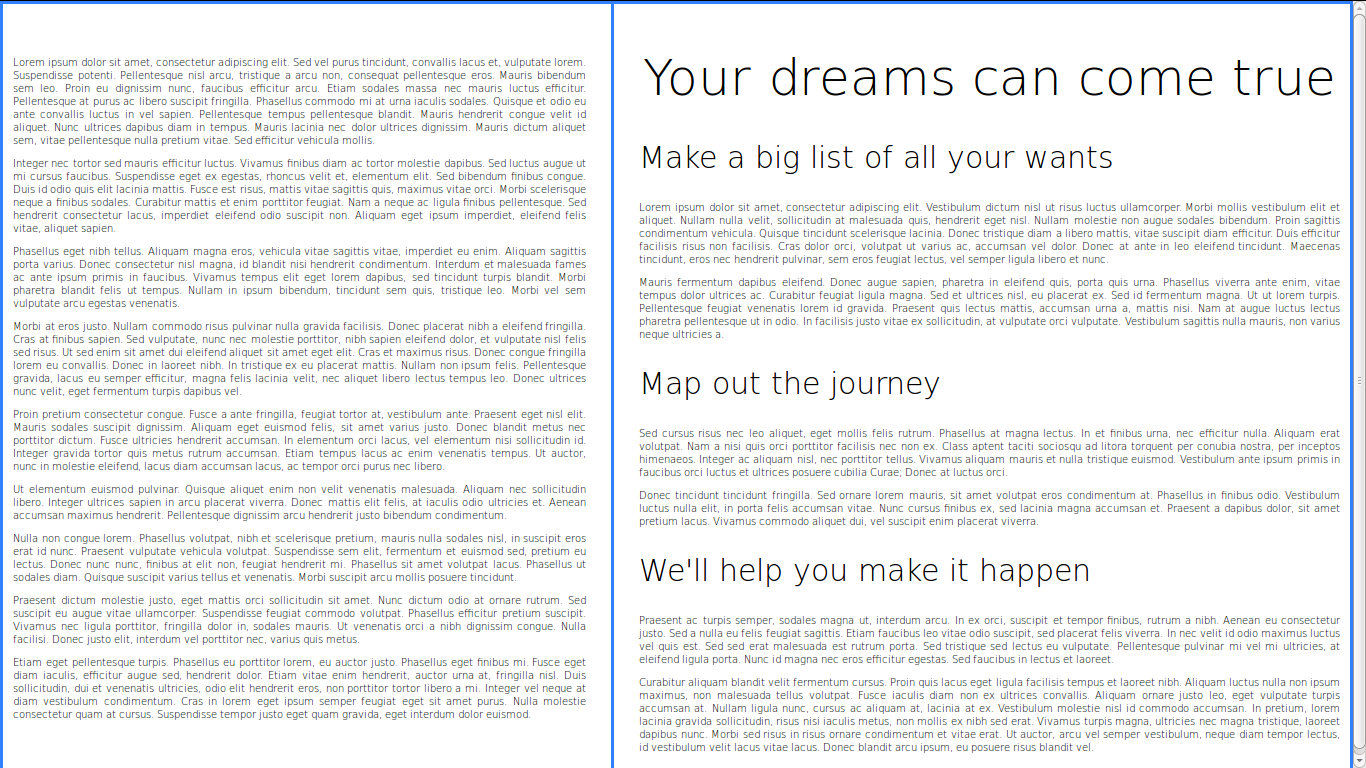 Lorem ipsum dolor sit amet, consectetur adipiscing elit. Sed vel purus tincidunt, convallis lacus et, vulputate lorem.
Suspendisse potenti. Pellentesque nisl arcu, tristique a arcu non, consequat pellentesque eros. Mauris bibendum
sem leo. Proin eu dignissim nunc, faucibus efficitur arcu. Etiam sodales massa nec mauris luctus efficitur.
Pellentesque at purus ac libero suscipit fringilla. Phasellus commodo mi at urna iaculis sodales. Quisque et odio eu
ante convallis luctus in vel sapien. Pellentesque tempus pellentesque blandit. Mauris hendrerit congue velit id
aliquet. Nunc ultrices dapibus diam in tempus. Mauris lacinia nec dolor ultrices dignissim. Mauris dictum aliquet
sem, vitae pellentesque nulla pretium vitae. Sed efficitur vehicula mollis.
Integer nec tortor sed mauris efficitur luctus. Vivamus finibus diam ac tortor molestie dapibus. Sed luctus augue ut
mi cursus faucibus. Suspendisse eget ex egestas, rhoncus velit et, elementum elit. Sed bibendum finibus congue.
Duis id odio quis elit lacinia mattis. Fusce est risus, mattis vitae sagittis quis, maximus vitae orci. Morbi scelerisque
neque a finibus sodales. Curabitur mattis et enim porttitor feugiat. Nam a neque ac ligula finibus pellentesque. Sed
hendrerit consectetur lacus, imperdiet eleifend odio suscipit non. Aliquam eget ipsum imperdiet, eleifend felis
vitae, aliquet sapien.
Phasellus eget nibh tellus. Aliquam magna eros, vehicula vitae sagittis vitae, imperdiet eu enim. Aliquam sagittis
porta varius. Donec consectetur nisl magna, id blandit nisi hendrerit condimentum. Interdum et malesuada fames
ac ante ipsum primis in faucibus. Vivamus tempus elit eget lorem dapibus, sed tincidunt turpis blandit. Morbi
pharetra blandit felis ut tempus. Nullam in ipsum bibendum, tincidunt sem quis, tristique leo. Morbi vel sem
vulputate arcu egestas venenatis.
Morbi at eros justo. Nullam commodo risus pulvinar nulla gravida facilisis. Donec placerat nibh a eleifend fringilla.
Cras at finibus sapien. Sed vulputate, nunc nec molestie porttitor, nibh sapien eleifend dolor, et vulputate nisl felis
sed risus. Ut sed enim sit amet dui eleifend aliquet sit amet eget elit. Cras et maximus risus. Donec congue fringilla
lorem eu convallis. Donec in laoreet nibh. In tristique ex eu placerat mattis. Nullam non ipsum felis. Pellentesque
gravida, lacus eu semper efficitur, magna felis lacinia velit, nec aliquet libero lectus tempus leo. Donec ultrices
nunc velit, eget fermentum turpis dapibus vel.
Proin pretium consectetur congue. Fusce a ante fringilla, feugiat tortor at, vestibulum ante. Praesent eget nisl elit.
Mauris sodales suscipit dignissim. Aliquam eget euismod felis, sit amet varius justo. Donec blandit metus nec
porttitor dictum. Fusce ultricies hendrerit accumsan. In elementum orci lacus, vel elementum nisi sollicitudin id.
Integer gravida tortor quis metus rutrum accumsan. Etiam tempus lacus ac enim venenatis tempus. Ut auctor,
nunc in molestie eleifend, lacus diam accumsan lacus, ac tempor orci purus nec libero.
Ut elementum euismod pulvinar. Quisque aliquet enim non velit venenatis malesuada. Aliquam nec sollicitudin
libero. Integer ultrices sapien in arcu placerat viverra. Donec mattis elit felis, at iaculis odio ultricies et. Aenean
accumsan maximus hendrerit. Pellentesque dignissim arcu hendrerit justo bibendum condimentum.
Nulla non congue lorem. Phasellus volutpat, nibh et scelerisque pretium, mauris nulla sodales nisl, in suscipit eros
erat id nunc. Praesent vulputate vehicula volutpat. Suspendisse sem elit, fermentum et euismod sed, pretium eu
lectus. Donec nunc nunc, finibus at elit non, feugiat hendrerit mi. Phasellus sit amet volutpat lacus. Phasellus ut
sodales diam. Quisque suscipit varius tellus et venenatis. Morbi suscipit arcu mollis posuere tincidunt.
Praesent dictum molestie justo, eget mattis orci sollicitudin sit amet. Nunc dictum odio at ornare rutrum. Sed
suscipit eu augue vitae ullamcorper. Suspendisse feugiat commodo volutpat. Phasellus efficitur pretium suscipit.
Vivamus nec ligula porttitor, fringilla dolor in, sodales mauris. Ut venenatis orci a nibh dignissim congue. Nulla
facilisi. Donec justo elit, interdum vel porttitor nec, varius quis metus.
Etiam eget pellentesque turpis. Phasellus eu porttitor lorem, eu auctor justo. Phasellus eget finibus mi. Fusce eget
diam iaculis, efficitur augue sed, hendrerit dolor. Etiam vitae enim hendrerit, auctor urna at, fringilla nisl. Duis
sollicitudin, dui et venenatis ultricies, odio elit hendrerit eros, non porttitor tortor libero a mi. Integer vel neque at
diam vestibulum condimentum. Cras in lorem eget ipsum semper feugiat eget sit amet purus. Nulla molestie
consectetur quam at cursus. Suspendisse tempor justo eget quam gravida, eget interdum dolor euismod.
Your dreams can come true
Make a big list of all your wants
Lorem ipsum dolor sit amet, consectetur adipiscing elit. Vestibulum dictum nisl ut risus luctus ullamcorper. Morbi mollis vestibulum elit et
aliquet. Nullam nulla velit, sollicitudin at malesuada quis, hendrerit eget nisl. Nullam molestie non augue sodales bibendum. Proin sagittis
condimentum vehicula. Quisque tincidunt scelerisque lacinia. Donec tristique diam a libero mattis, vitae suscipit diam efficitur. Duis efficitur
facilisis risus non facilisis. Cras dolor orci, volutpat ut varius ac, accumsan vel dolor. Donec at ante in leo eleifend tincidunt. Maecenas
tincidunt, eros nec hendrerit pulvinar, sem eros feugiat lectus, vel semper ligula libero et nunc.
Mauris fermentum dapibus eleifend. Donec augue sapien, pharetra in eleifend quis, porta quis urna. Phasellus viverra ante enim, vitae
tempus dolor ultrices ac. Curabitur feugiat ligula magna. Sed et ultrices nisl, eu placerat ex. Sed id fermentum magna. Ut ut lorem turpis.
Pellentesque feugiat venenatis lorem id gravida. Praesent quis lectus mattis, accumsan urna a, mattis nisi. Nam at augue luctus lectus
pharetra pellentesque ut in odio. In facilisis justo vitae ex sollicitudin, at vulputate orci vulputate. Vestibulum sagittis nulla mauris, non varius
neque ultricies a.
Map out the journey
Sed cursus risus nec leo aliquet, eget mollis felis rutrum. Phasellus at magna lectus. In et finibus urna, nec efficitur nulla. Aliquam erat
volutpat. Nam a nisi quis orci porttitor facilisis nec non ex. Class aptent taciti sociosqu ad litora torquent per conubia nostra, per inceptos
himenaeos. Integer ac aliquam nisl, nec porttitor tellus. Vivamus aliquam mauris et nulla tristique euismod. Vestibulum ante ipsum primis in
faucibus orci luctus et ultrices posuere cubilia Curae; Donec at luctus orci.
Donec tincidunt tincidunt fringilla. Sed ornare lorem mauris, sit amet volutpat eros condimentum at. Phasellus in finibus odio. Vestibulum
luctus nulla elit, in porta felis accumsan vitae. Nunc cursus finibus ex, sed lacinia magna accumsan et. Praesent a dapibus dolor, sit amet
pretium lacus. Vivamus commodo aliquet dui, vel suscipit enim placerat viverra.
We'll help you make it happen
Praesent ac turpis semper, sodales magna ut, interdum arcu. In ex orci, suscipit et tempor finibus, rutrum a nibh. Aenean eu consectetur
justo. Sed a nulla eu felis feugiat sagittis. Etiam faucibus leo vitae odio suscipit, sed placerat felis viverra. In nec velit id odio maximus luctus
vel quis est. Sed sed erat malesuada est rutrum porta. Sed tristique sed lectus eu vulputate. Pellentesque pulvinar mi vel mi ultricies, at
eleifend ligula porta. Nunc id magna nec eros efficitur egestas. Sed faucibus in lectus et laoreet.
Curabitur aliquam blandit velit fermentum cursus. Proin quis lacus eget ligula facilisis tempus et laoreet nibh. Aliquam luctus nulla non ipsum
maximus, non malesuada tellus volutpat. Fusce iaculis diam non ex ultrices convallis. Aliquam ornare justo leo, eget vulputate turpis
accumsan at. Nullam ligula nunc, cursus ac aliquam at, lacinia at ex. Vestibulum molestie nisl id commodo accumsan. In pretium, lorem
lacinia gravida sollicitudin, risus nisi iaculis metus, non mollis ex nibh sed erat. Vivamus turpis magna, ultricies nec magna tristique, laoreet
dapibus nunc. Morbi sed risus in risus ornare condimentum et vitae erat. Ut auctor, arcu vel semper vestibulum, neque diam tempor lectus,
id vestibulum velit lacus vitae lacus. Donec blandit arcu ipsum, eu posuere risus blandit vel.